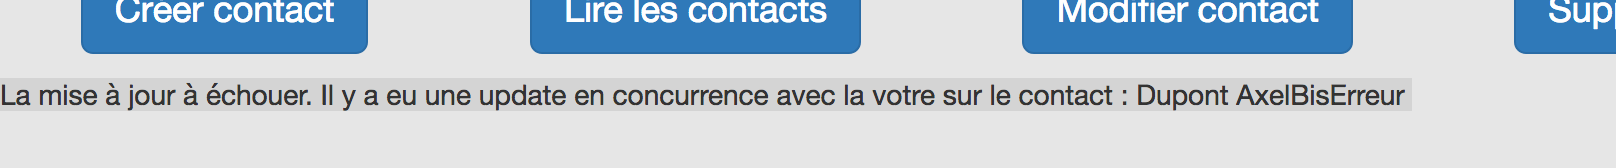 Créer contact
Lire les contacts
Modifier contact
La mise à jour à échouer. Il y a eu une update en concurrence avec la votre sur le contact : Dupont AxelBisErreur